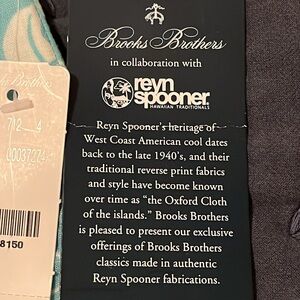 Brooks Brothers
in collaboration with
reyn
spooner
HAWAIIAN TRADITIONALS
Reyn Spooner's heritage of
West Coast American cool dates
back to the late 1940's, and their
traditional reverse print fabrics
and style have become known
over time as "the Oxford Cloth
of the islands." Brooks Brothers
is pleased to present our exclusive
offerings of Brooks Brothers
classics made in authentic
Reyn Spooner fabrications.
Brooks Brothers
00037274
8150